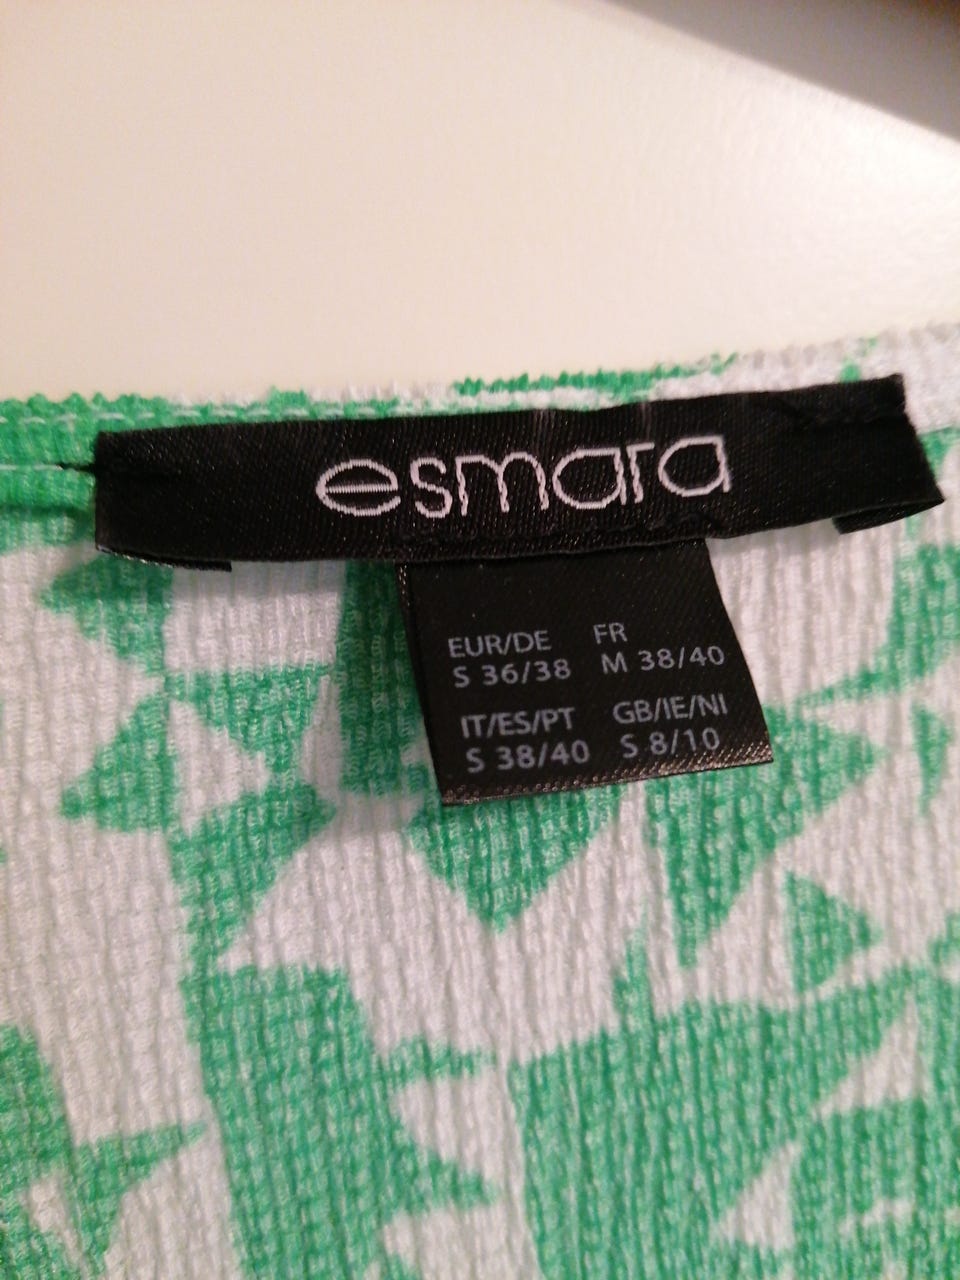 esmara
EUR/DE FR
S 36/38 M 38/40
IT/ES/PT GB/IE/NI
S 38/40 S 8/10